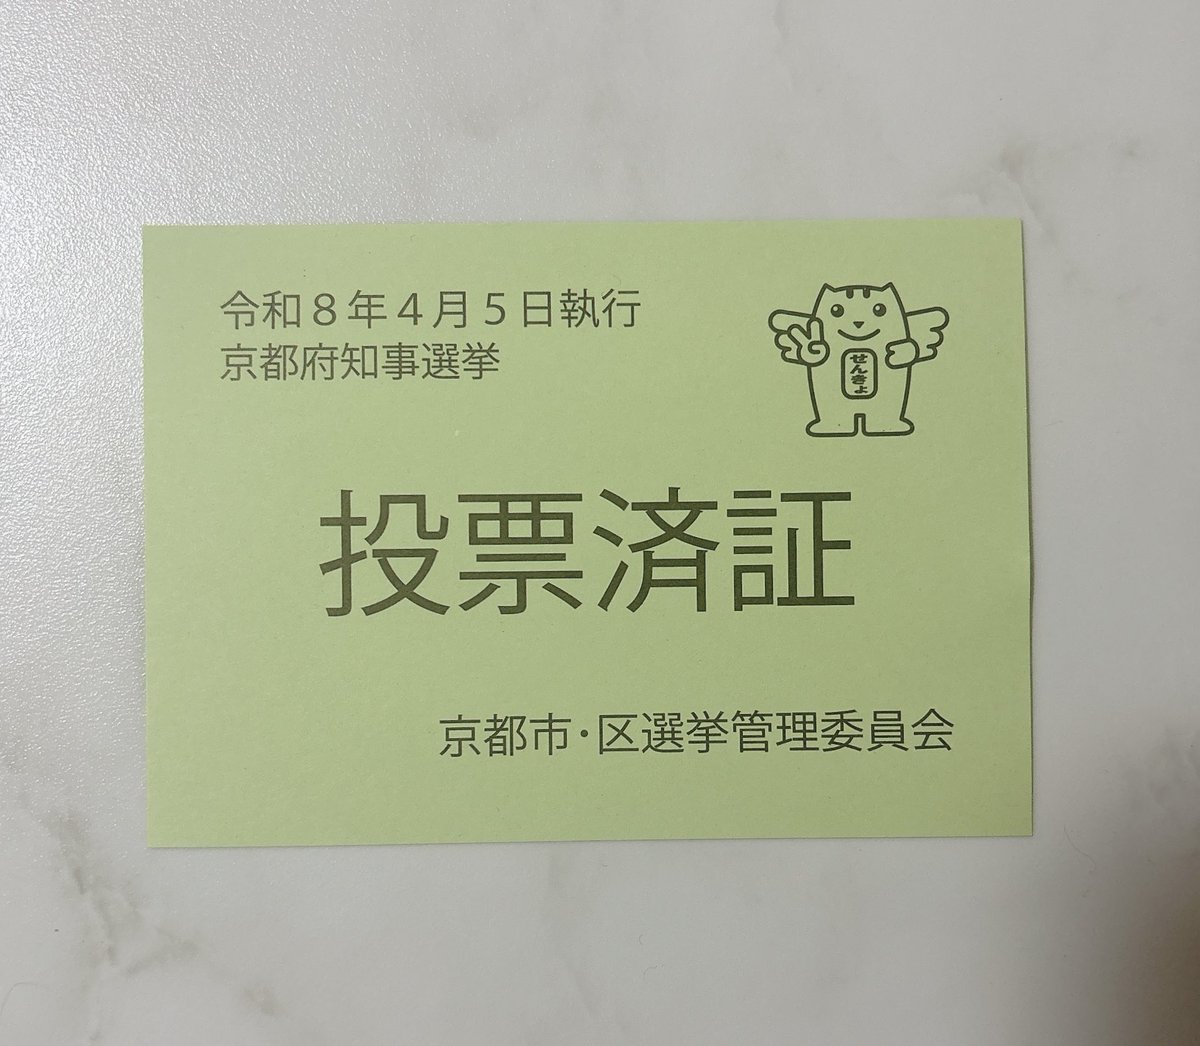 令和８年４月５日執行
京都府知事選挙
せんきょ
投票済証
京都市･区選挙管理委員会